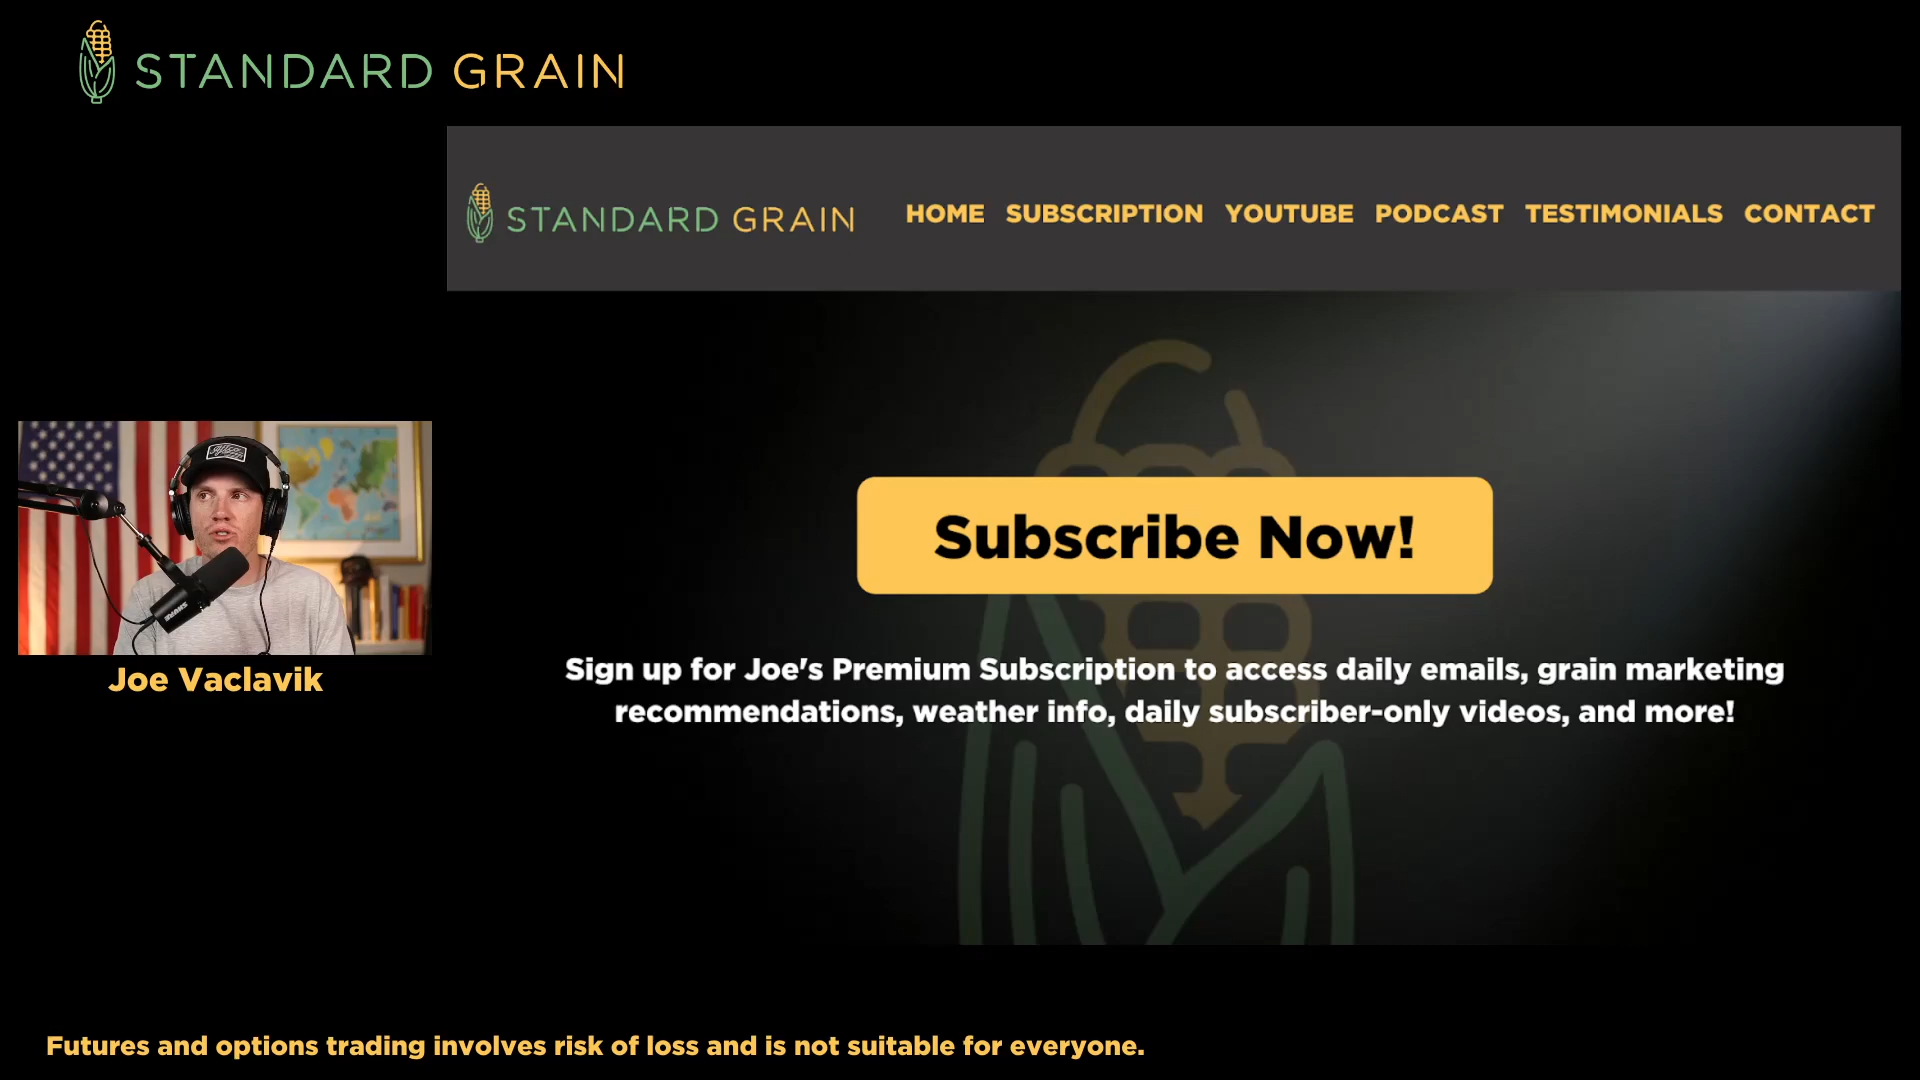 STANDARD GRAIN
STANDARD GRAIN
HOME SUBSCRIPTION YOUTUBE PODCAST TESTIMONIALS CONTACT
Subscribe Now!
Sign up for Joe's Premium Subscription to access daily emails, grain marketing
recommendations, weather info, daily subscriber-only videos, and more!
SHURE
Joe Vaclavik
Futures and options trading involves risk of loss and is not suitable for everyone.